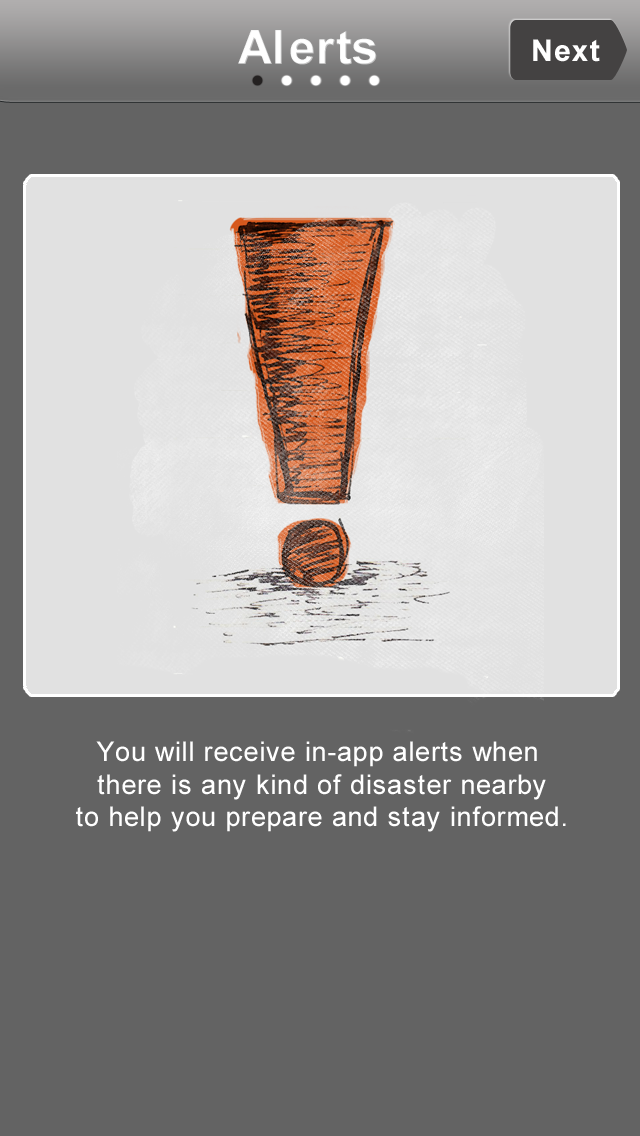 Alerts
Next
You will receive in-app alerts when
there is any kind of disaster nearby
to help you prepare and stay informed.